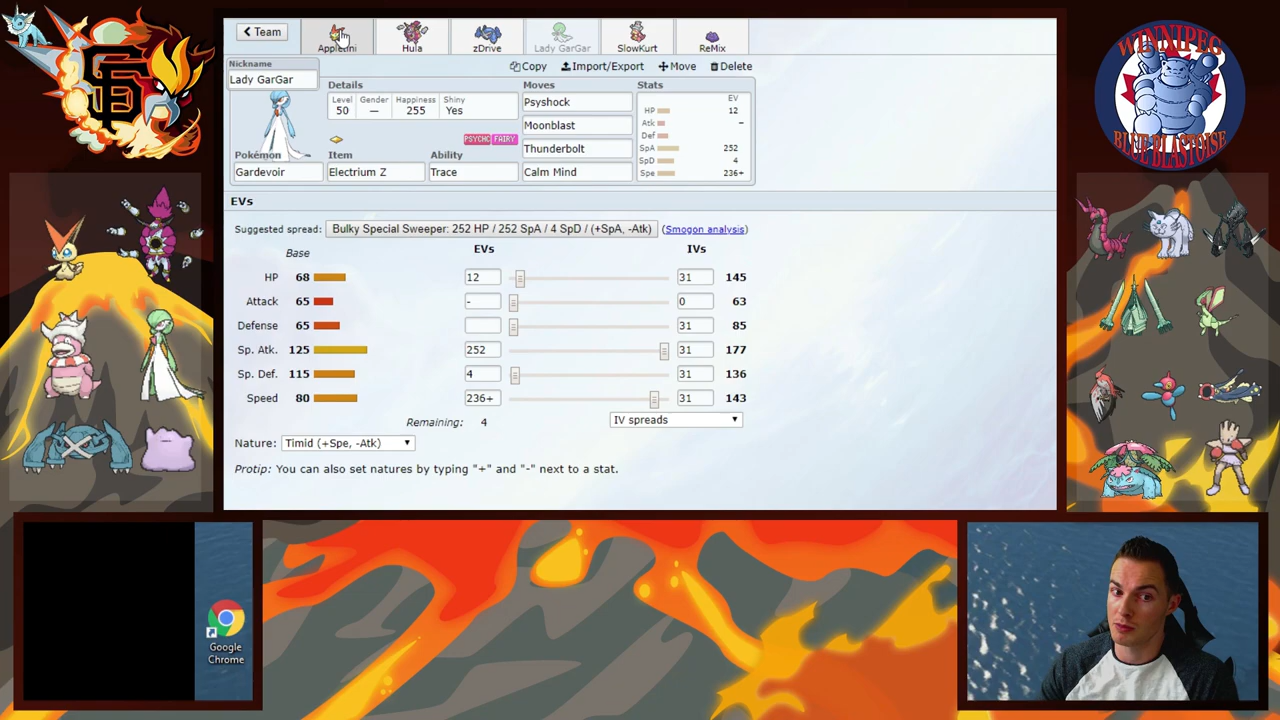 Team
Appletini
Hula
zDrive
Lady GarGar
SlowKurt
ReMix
Copy
Import/Export
Move
Delete
Nickname
Lady GarGar
Details
Level
Gender
Happiness
Shiny
50
—
255
Yes
PSYCHC
FAIRY
Pokémon
Item
Ability
Gardevoir
Electrium Z
Trace
Moves
Psyshock
Moonblast
Thunderbolt
Calm Mind
Stats
EV
HP 12
Atk –
Def
SpA 252
SpD 4
Spe 236+
EVs
Suggested spread: Bulky Special Sweeper: 252 HP / 252 SpA / 4 SpD / (+SpA, -Atk) (Smogon analysis)
Base EVs IVs
HP 68 12 31 145
Attack 65 - 0 63
Defense 65 31 85
Sp. Atk. 125 252 31 177
Sp. Def. 115 4 31 136
Speed 80 236+ 31 143
Remaining: 4 IV spreads
Nature: Timid (+Spe, -Atk)
Protip: You can also set natures by typing "+" and "-" next to a stat.
WINNIPEG
BLUE BLASTOISE
SF
Google
Chrome